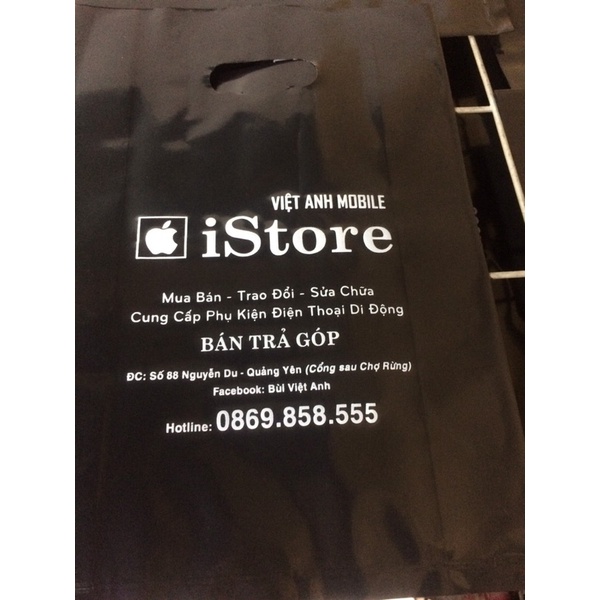 VIỆT ANH MOBILE
iStore
Mua Bán - Trao Đổi - Sửa Chữa
Cung Cấp Phụ Kiện Điện Thoại Di Động
BÁN TRẢ GÓP
ĐC: Số 88 Nguyễn Du - Quảng Yên (Cổng sau Chợ Rừng)
Facebook: Bùi Việt Anh
Hotline: 0869.858.555